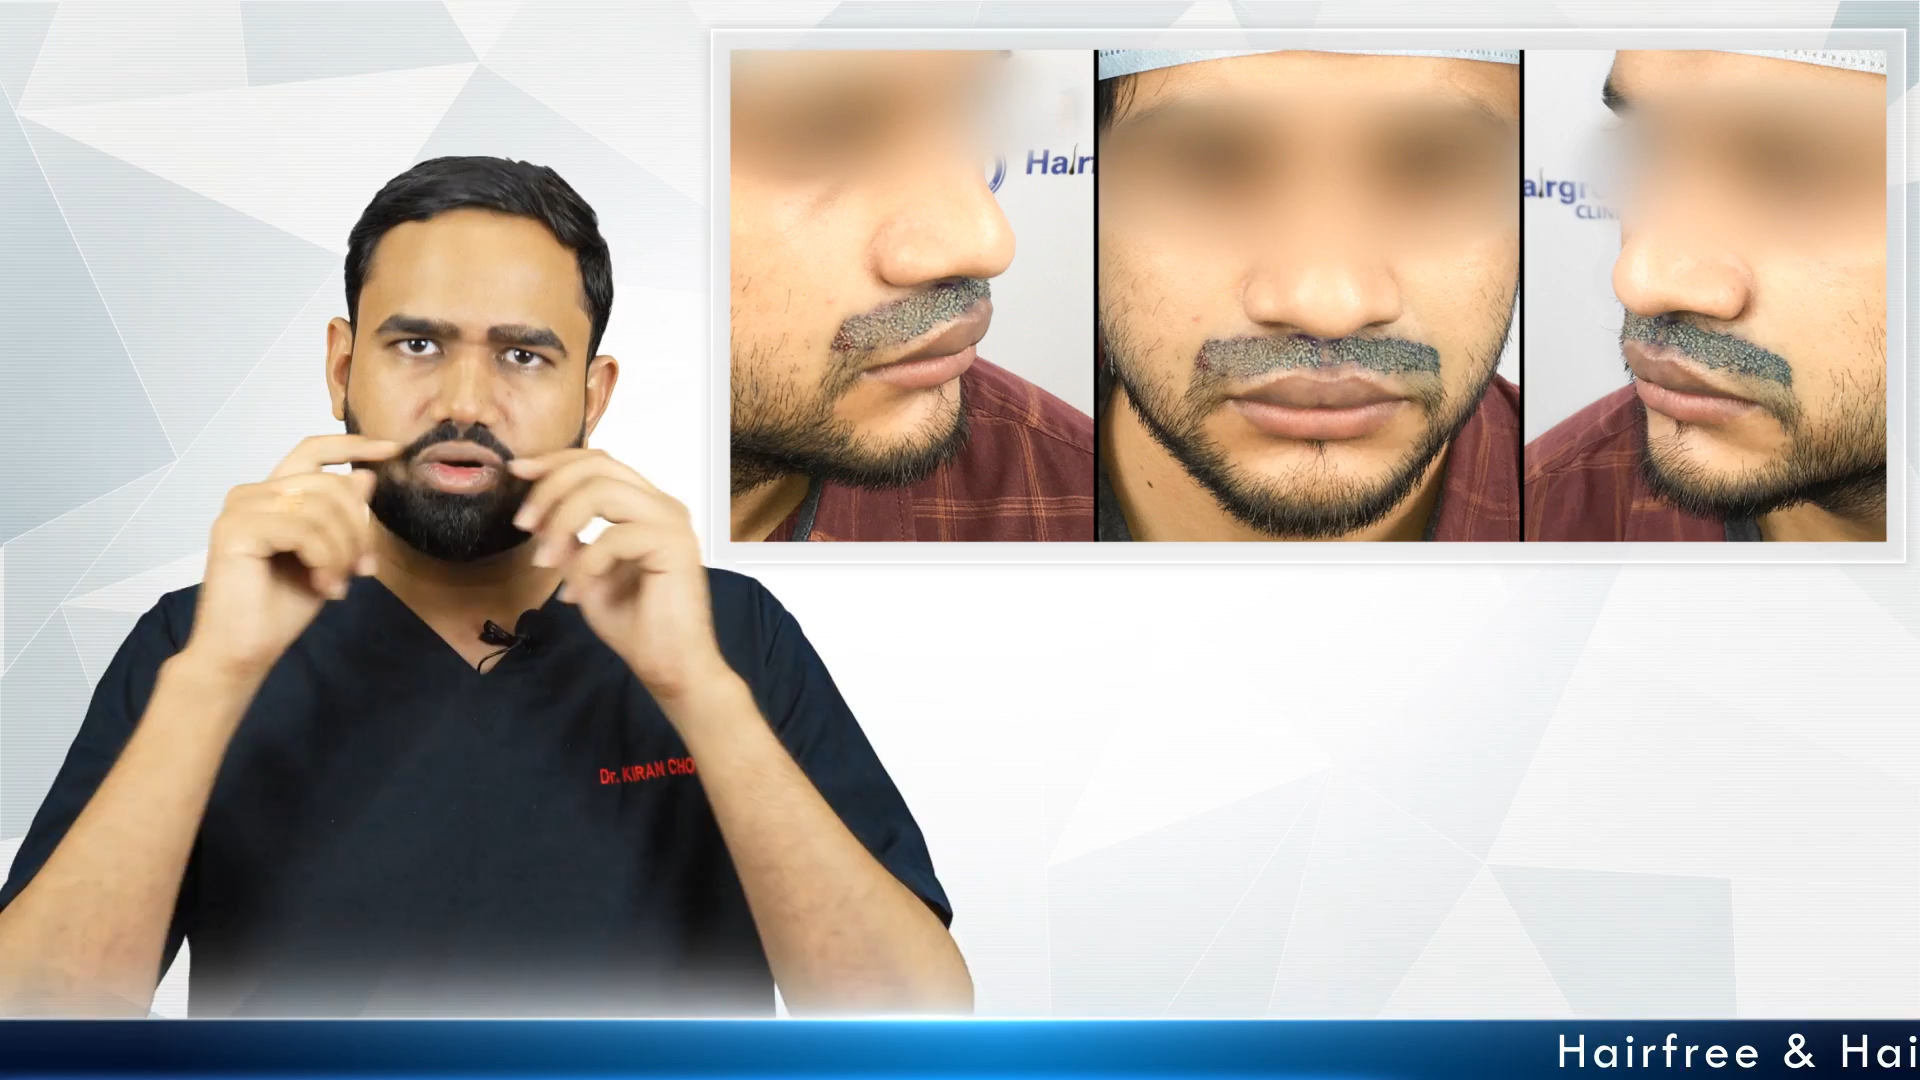 Hair
airgr
CLIN
Dr. KIRAN CHO
Hairfree & Hai